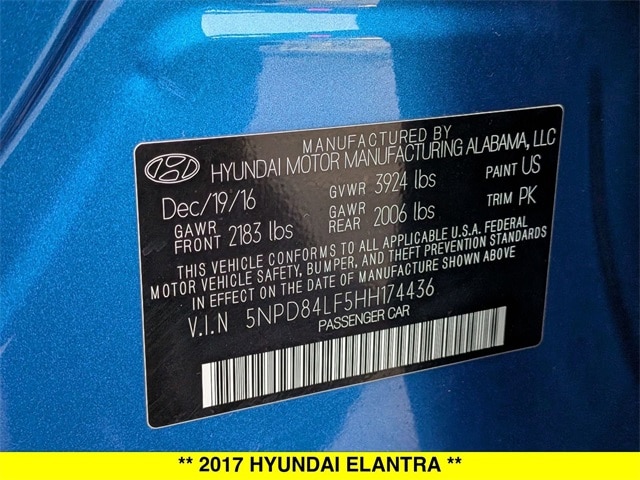 MANUFACTURED BY
HYUNDAI MOTOR MANUFACTURING ALABAMA, LLC
Dec/19/16 GVWR 3924 lbs PAINT US
GAWR FRONT 2183 lbs GAWR REAR 2006 lbs TRIM PK
THIS VEHICLE CONFORMS TO ALL APPLICABLE U.S.A. FEDERAL
MOTOR VEHICLE SAFETY, BUMPER, AND THEFT PREVENTION STANDARDS
IN EFFECT ON THE DATE OF MANUFACTURE SHOWN ABOVE.
V.I.N 5NPD84LF5HH174436
PASSENGER CAR
** 2017 HYUNDAI ELANTRA **